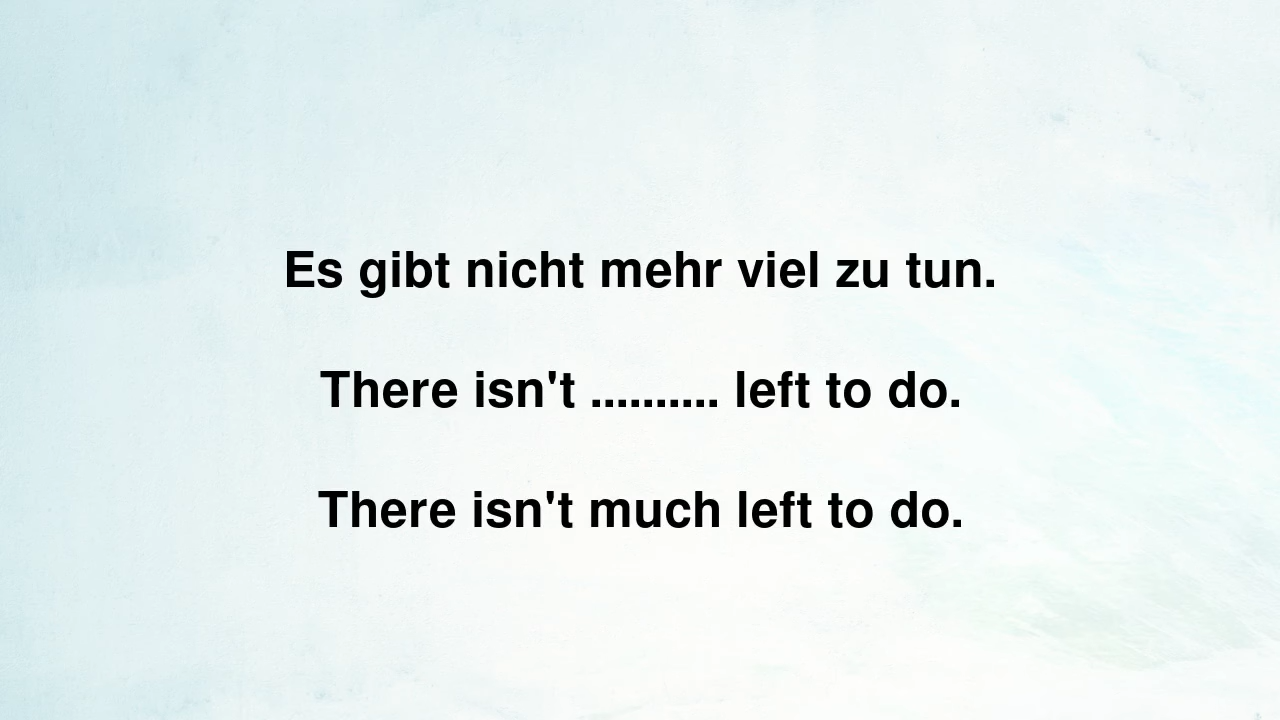 Es gibt nicht mehr viel zu tun.
There isn't .......... left to do.
There isn't much left to do.